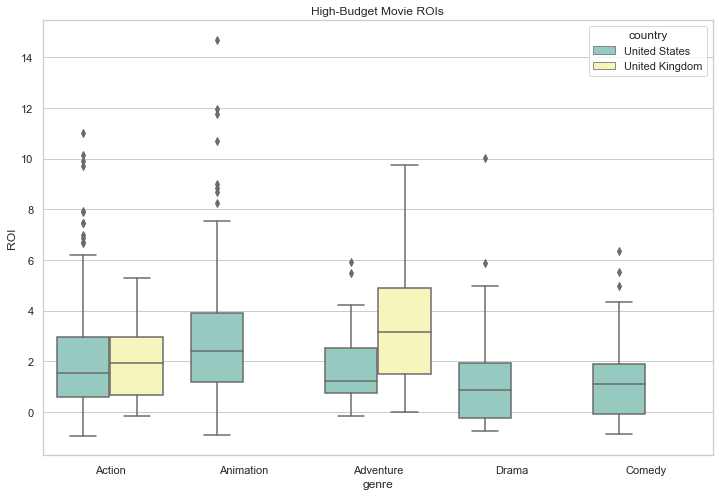 High-Budget Movie ROIs
country
United States
United Kingdom
14
12
10
8
6
4
2
0
ROI
Action
Animation
Adventure
Drama
Comedy
genre